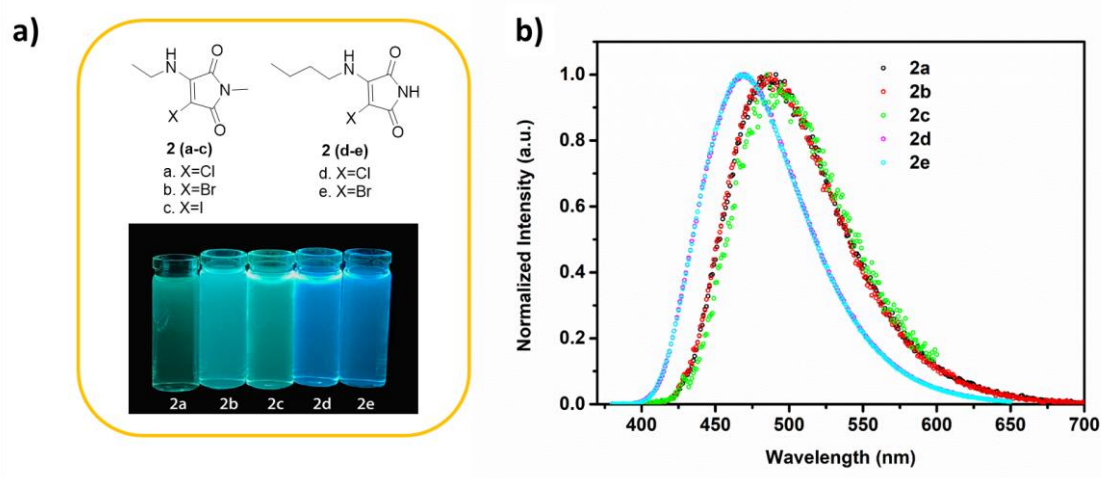 a)
H
N
O
N
O
X
2 (a-c)
a. X=Cl
b. X=Br
c. X=I
H
N
O
NH
O
X
2 (d-e)
d. X=Cl
e. X=Br
2a 2b 2c 2d 2e
b)
Normalized Intensity (a.u.)
1.0
0.8
0.6
0.4
0.2
0.0
400 450 500 550 600 650 700
Wavelength (nm)
2a
2b
2c
2d
2e